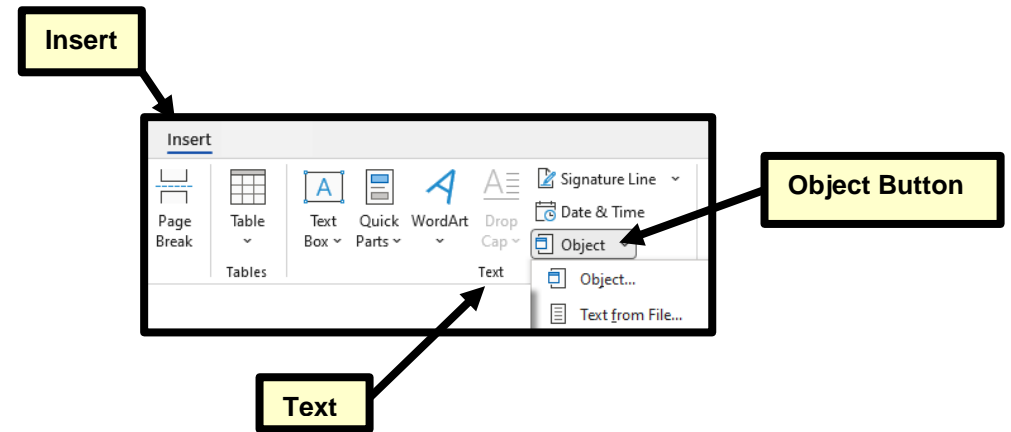 Insert
Insert
Page Break
Table
Text Box
Quick Parts
WordArt
Drop Cap
Signature Line
Date & Time
Object
Tables
Text
Object...
Text from File...
Object Button
Text